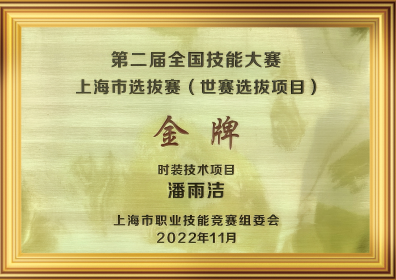 第二届全国技能大赛
上海市选拔赛（世赛选拔项目）
金牌
时装技术项目
潘雨洁
上海市职业技能竞赛组委会
2022年11月